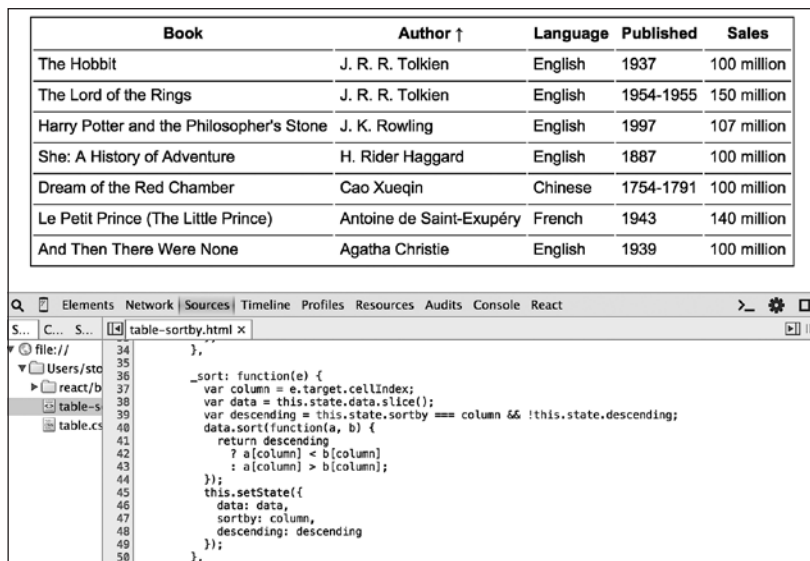 Book Author ↑ Language Published Sales
The Hobbit J. R. R. Tolkien English 1937 100 million
The Lord of the Rings J. R. R. Tolkien English 1954-1955 150 million
Harry Potter and the Philosopher's Stone J. K. Rowling English 1997 107 million
She: A History of Adventure H. Rider Haggard English 1887 100 million
Dream of the Red Chamber Cao Xueqin Chinese 1754-1791 100 million
Le Petit Prince (The Little Prince) Antoine de Saint-Exupéry French 1943 140 million
And Then There Were None Agatha Christie English 1939 100 million
Elements Network Sources Timeline Profiles Resources Audits Console React
S... C... S... table-sortby.html ×
file://
Users/sto
react/b
table-s
table.cs
34 },
35
36 _sort: function(e) {
37 var column = e.target.cellIndex;
38 var data = this.state.data.slice();
39 var descending = this.state.sortby === column && !this.state.descending;
40 data.sort(function(a, b) {
41 return descending
42 ? a[column] < b[column]
43 : a[column] > b[column];
44 });
45 this.setState({
46 data: data,
47 sortby: column,
48 descending: descending
49 });
50 },